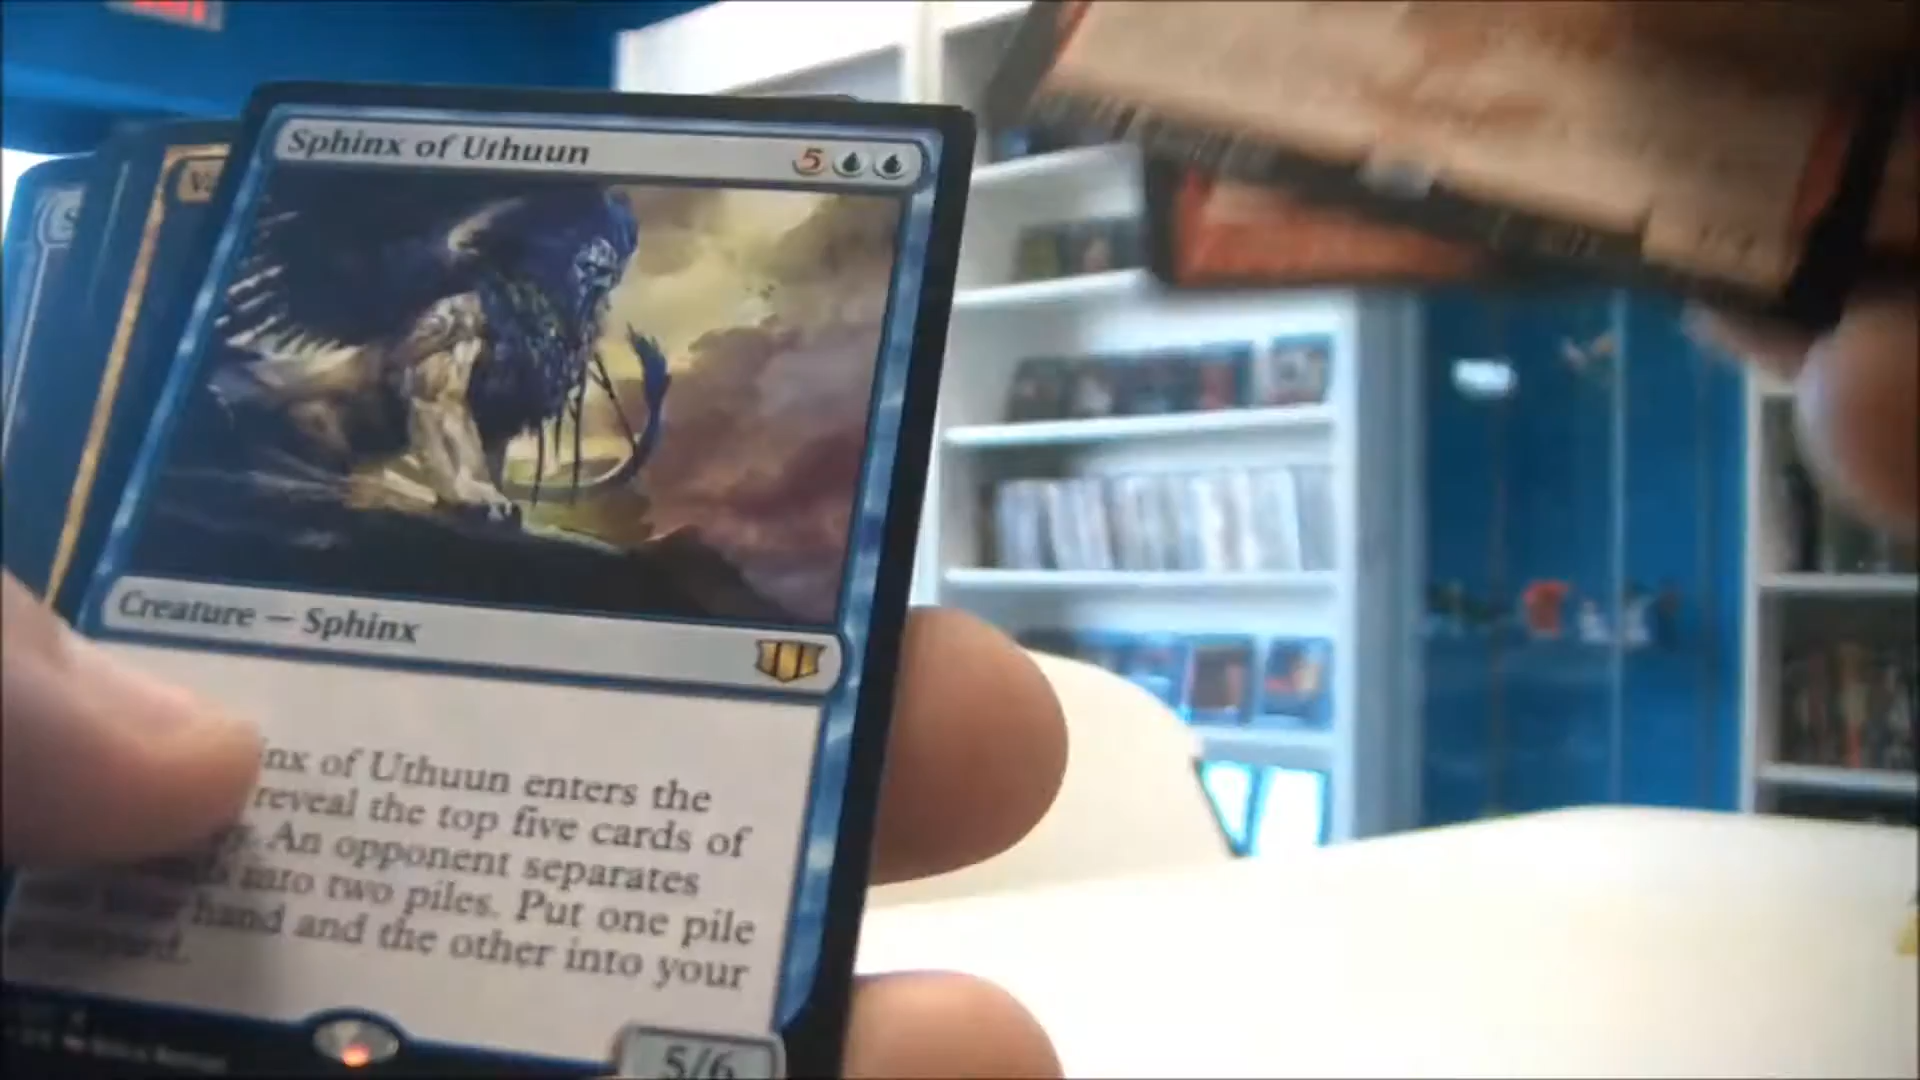 Sphinx of Uthuun 5
Creature — Sphinx
inx of Uthuun enters the
reveal the top five cards of
An opponent separates
into two piles. Put one pile
hand and the other into your
5/6